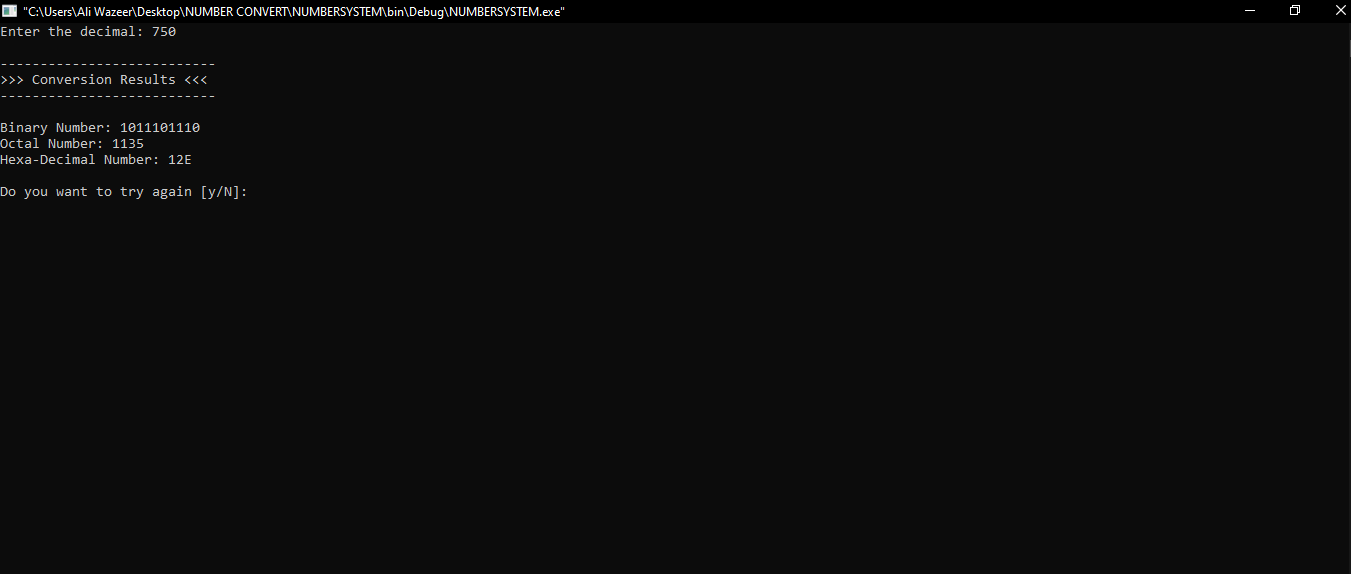 "C:\Users\Ali Wazeer\Desktop\NUMBER CONVERT\NUMBERSYSTEM\bin\Debug\NUMBERSYSTEM.exe"
Enter the decimal: 750
---------------------------
>>> Conversion Results <<<
---------------------------
Binary Number: 1011101110
Octal Number: 1135
Hexa-Decimal Number: 12E
Do you want to try again [y/N]: